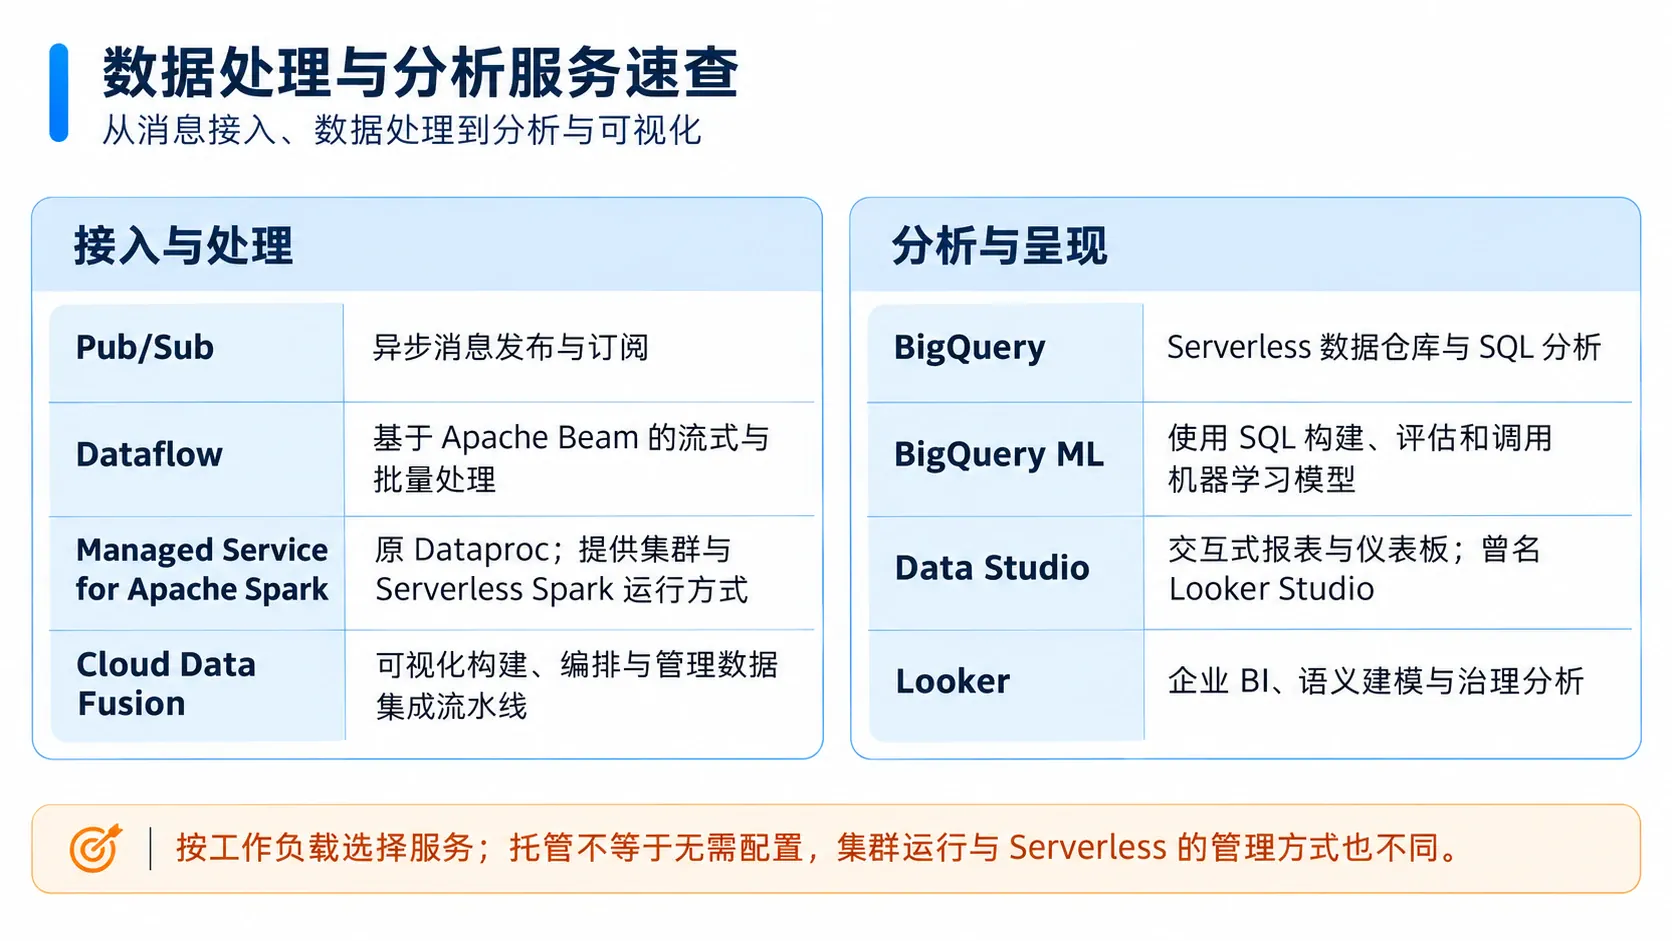 数据处理与分析服务速查
从消息接入、数据处理到分析与可视化
接入与处理
Pub/Sub
异步消息发布与订阅
Dataflow
基于 Apache Beam 的流式与
批量处理
Managed Service
for Apache Spark
原 Dataproc；提供集群与
Serverless Spark 运行方式
Cloud Data
Fusion
可视化构建、编排与管理数据
集成流水线
分析与呈现
BigQuery
Serverless 数据仓库与 SQL 分析
BigQuery ML
使用 SQL 构建、评估和调用
机器学习模型
Data Studio
交互式报表与仪表板；曾名
Looker Studio
Looker
企业 BI、语义建模与治理分析
按工作负载选择服务；托管不等于无需配置，集群运行与 Serverless 的管理方式也不同。